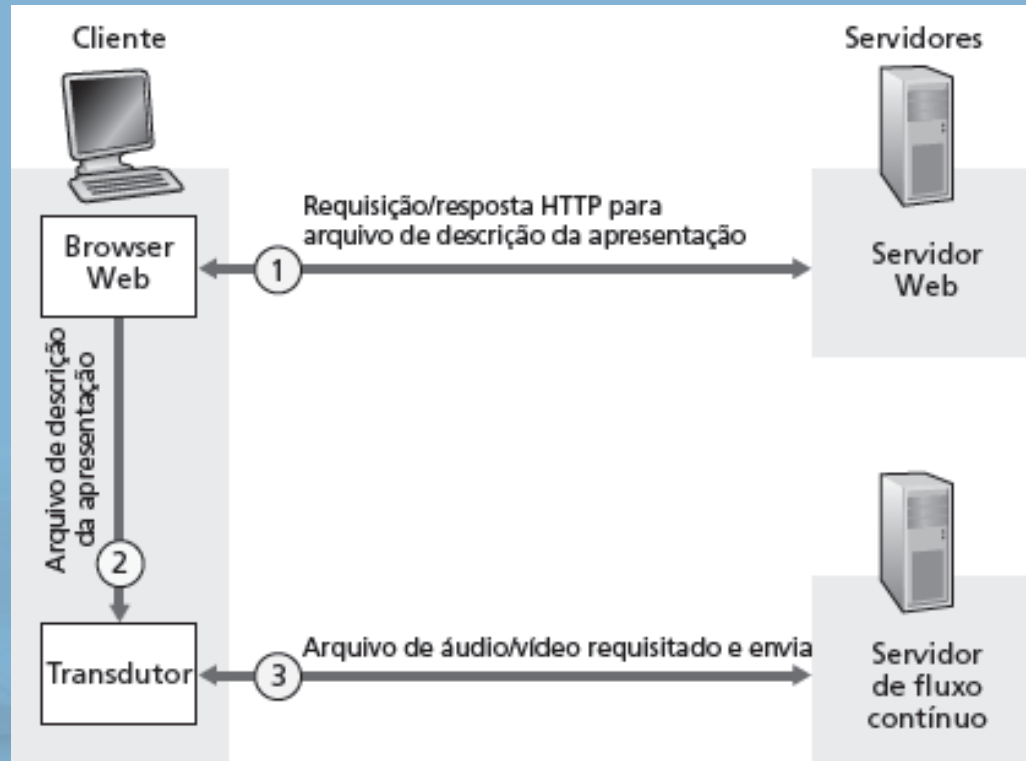 Cliente
Servidores
Requisição/resposta HTTP para
arquivo de descrição da apresentação
Browser
Web
1
Servidor
Web
Arquivo de descrição
da apresentação
2
Transdutor
Arquivo de áudio/vídeo requisitado e envia
3
Servidor
de fluxo
contínuo